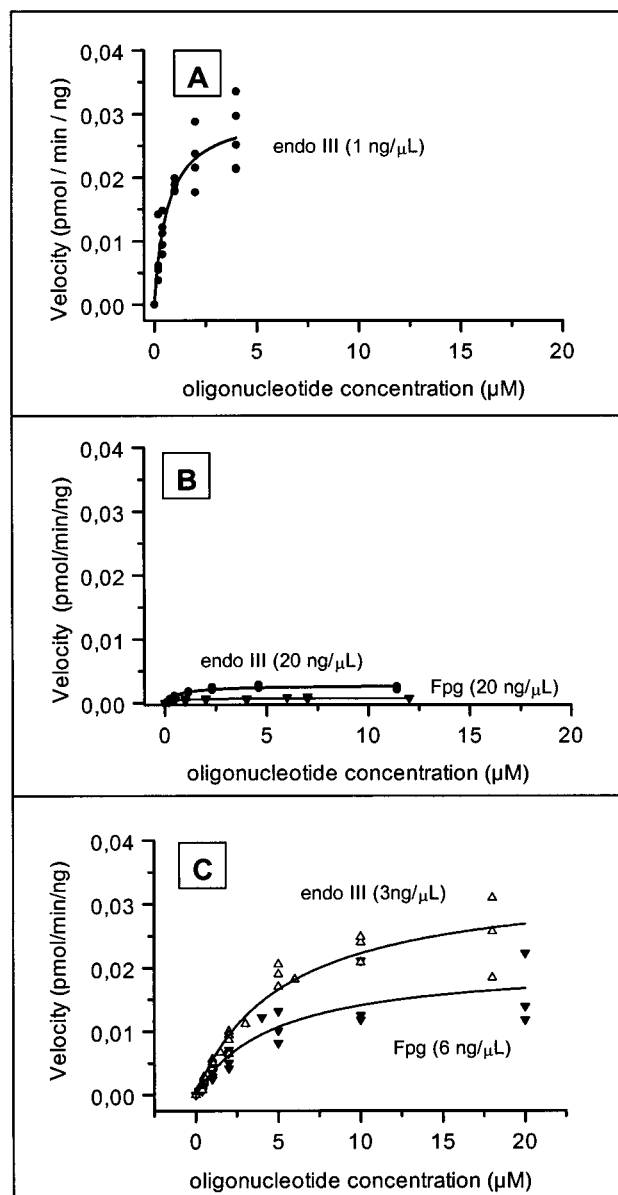 A
Velocity (pmol / min / ng)
0,04
0,03
0,02
0,01
0,00
endo III (1 ng/µL)
0 5 10 15 20
oligonucleotide concentration (µM)
B
Velocity (pmol/min/ng)
0,04
0,03
0,02
0,01
0,00
endo III (20 ng/µL)
Fpg (20 ng/µL)
0 5 10 15 20
oligonucleotide concentration (µM)
C
Velocity (pmol/min/ng)
0,04
0,03
0,02
0,01
0,00
endo III (3ng/µL)
Fpg (6 ng/µL)
0 5 10 15 20
oligonucleotide concentration (µM)